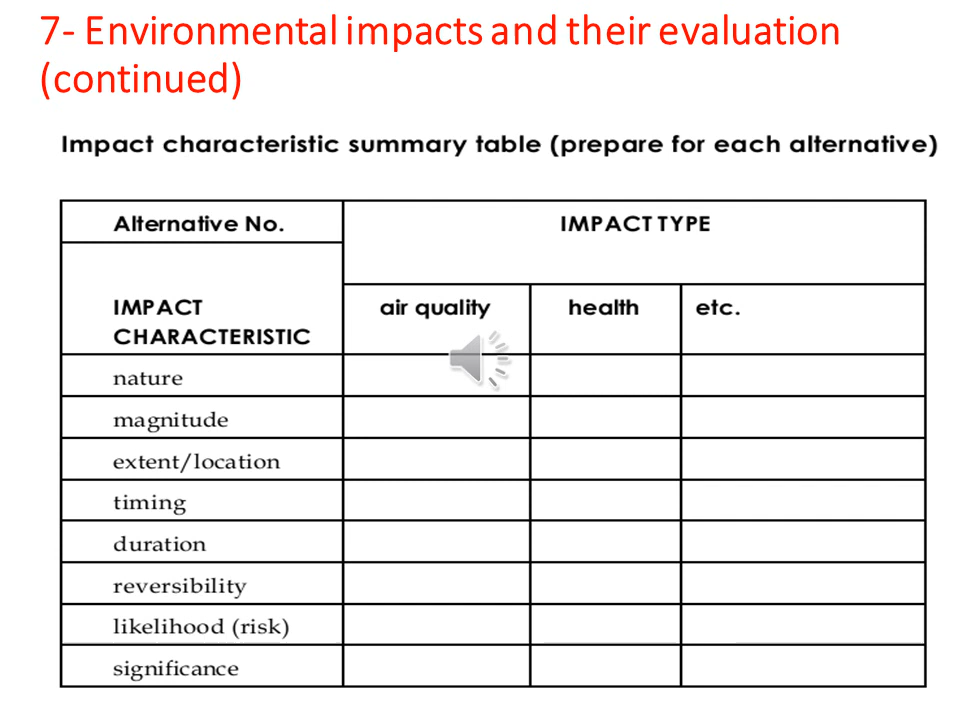 7- Environmental impacts and their evaluation
(continued)
Impact characteristic summary table (prepare for each alternative)
Alternative No.
IMPACT TYPE
IMPACT
CHARACTERISTIC
air quality
health
etc.
nature
magnitude
extent/location
timing
duration
reversibility
likelihood (risk)
significance